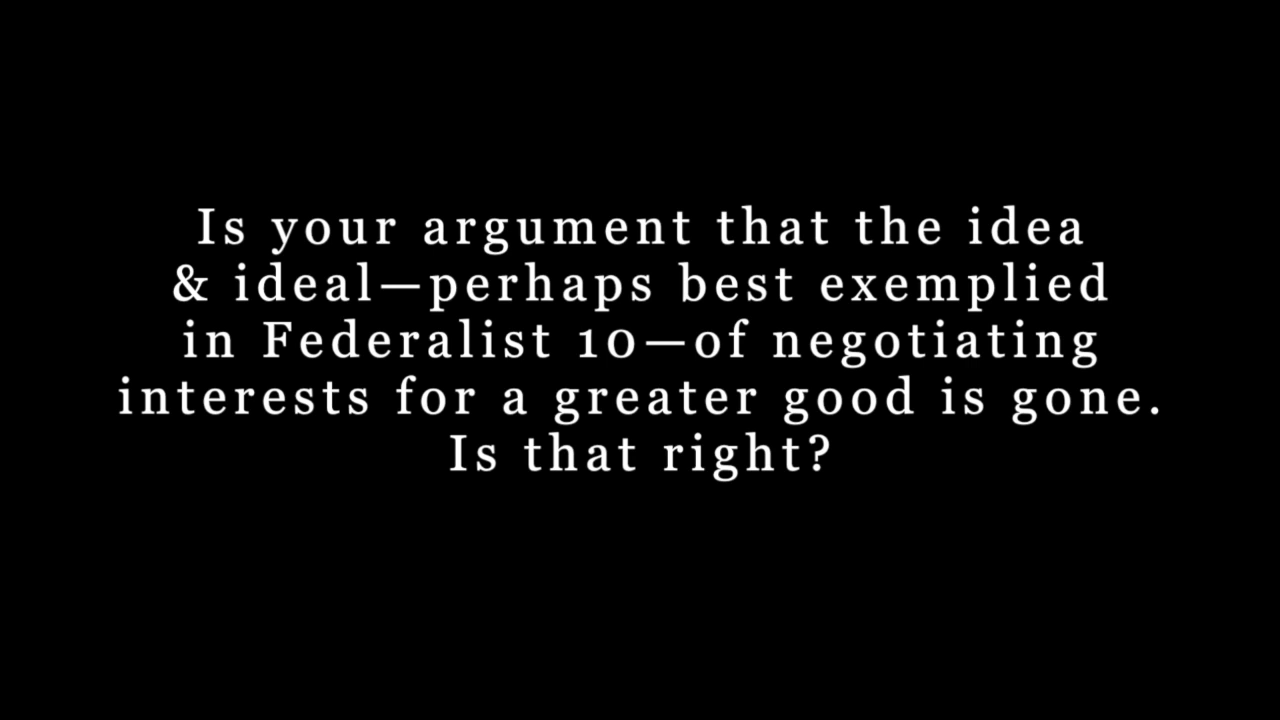 Is your argument that the idea
& ideal—perhaps best exemplied
in Federalist 10—of negotiating
interests for a greater good is gone.
Is that right?